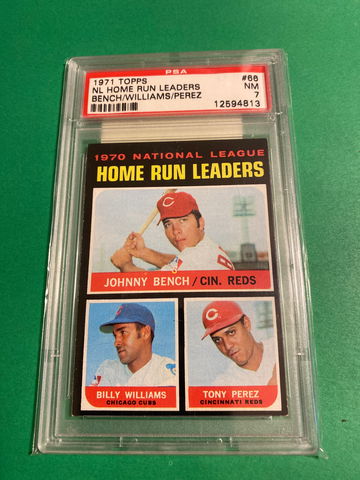 PSA
1971 TOPPS #66
NL HOME RUN LEADERS NM
BENCH/WILLIAMS/PEREZ 7
12594813
1970 NATIONAL LEAGUE
HOME RUN LEADERS
JOHNNY BENCH / CIN. REDS
BILLY WILLIAMS
CHICAGO CUBS
TONY PEREZ
CINCINNATI REDS